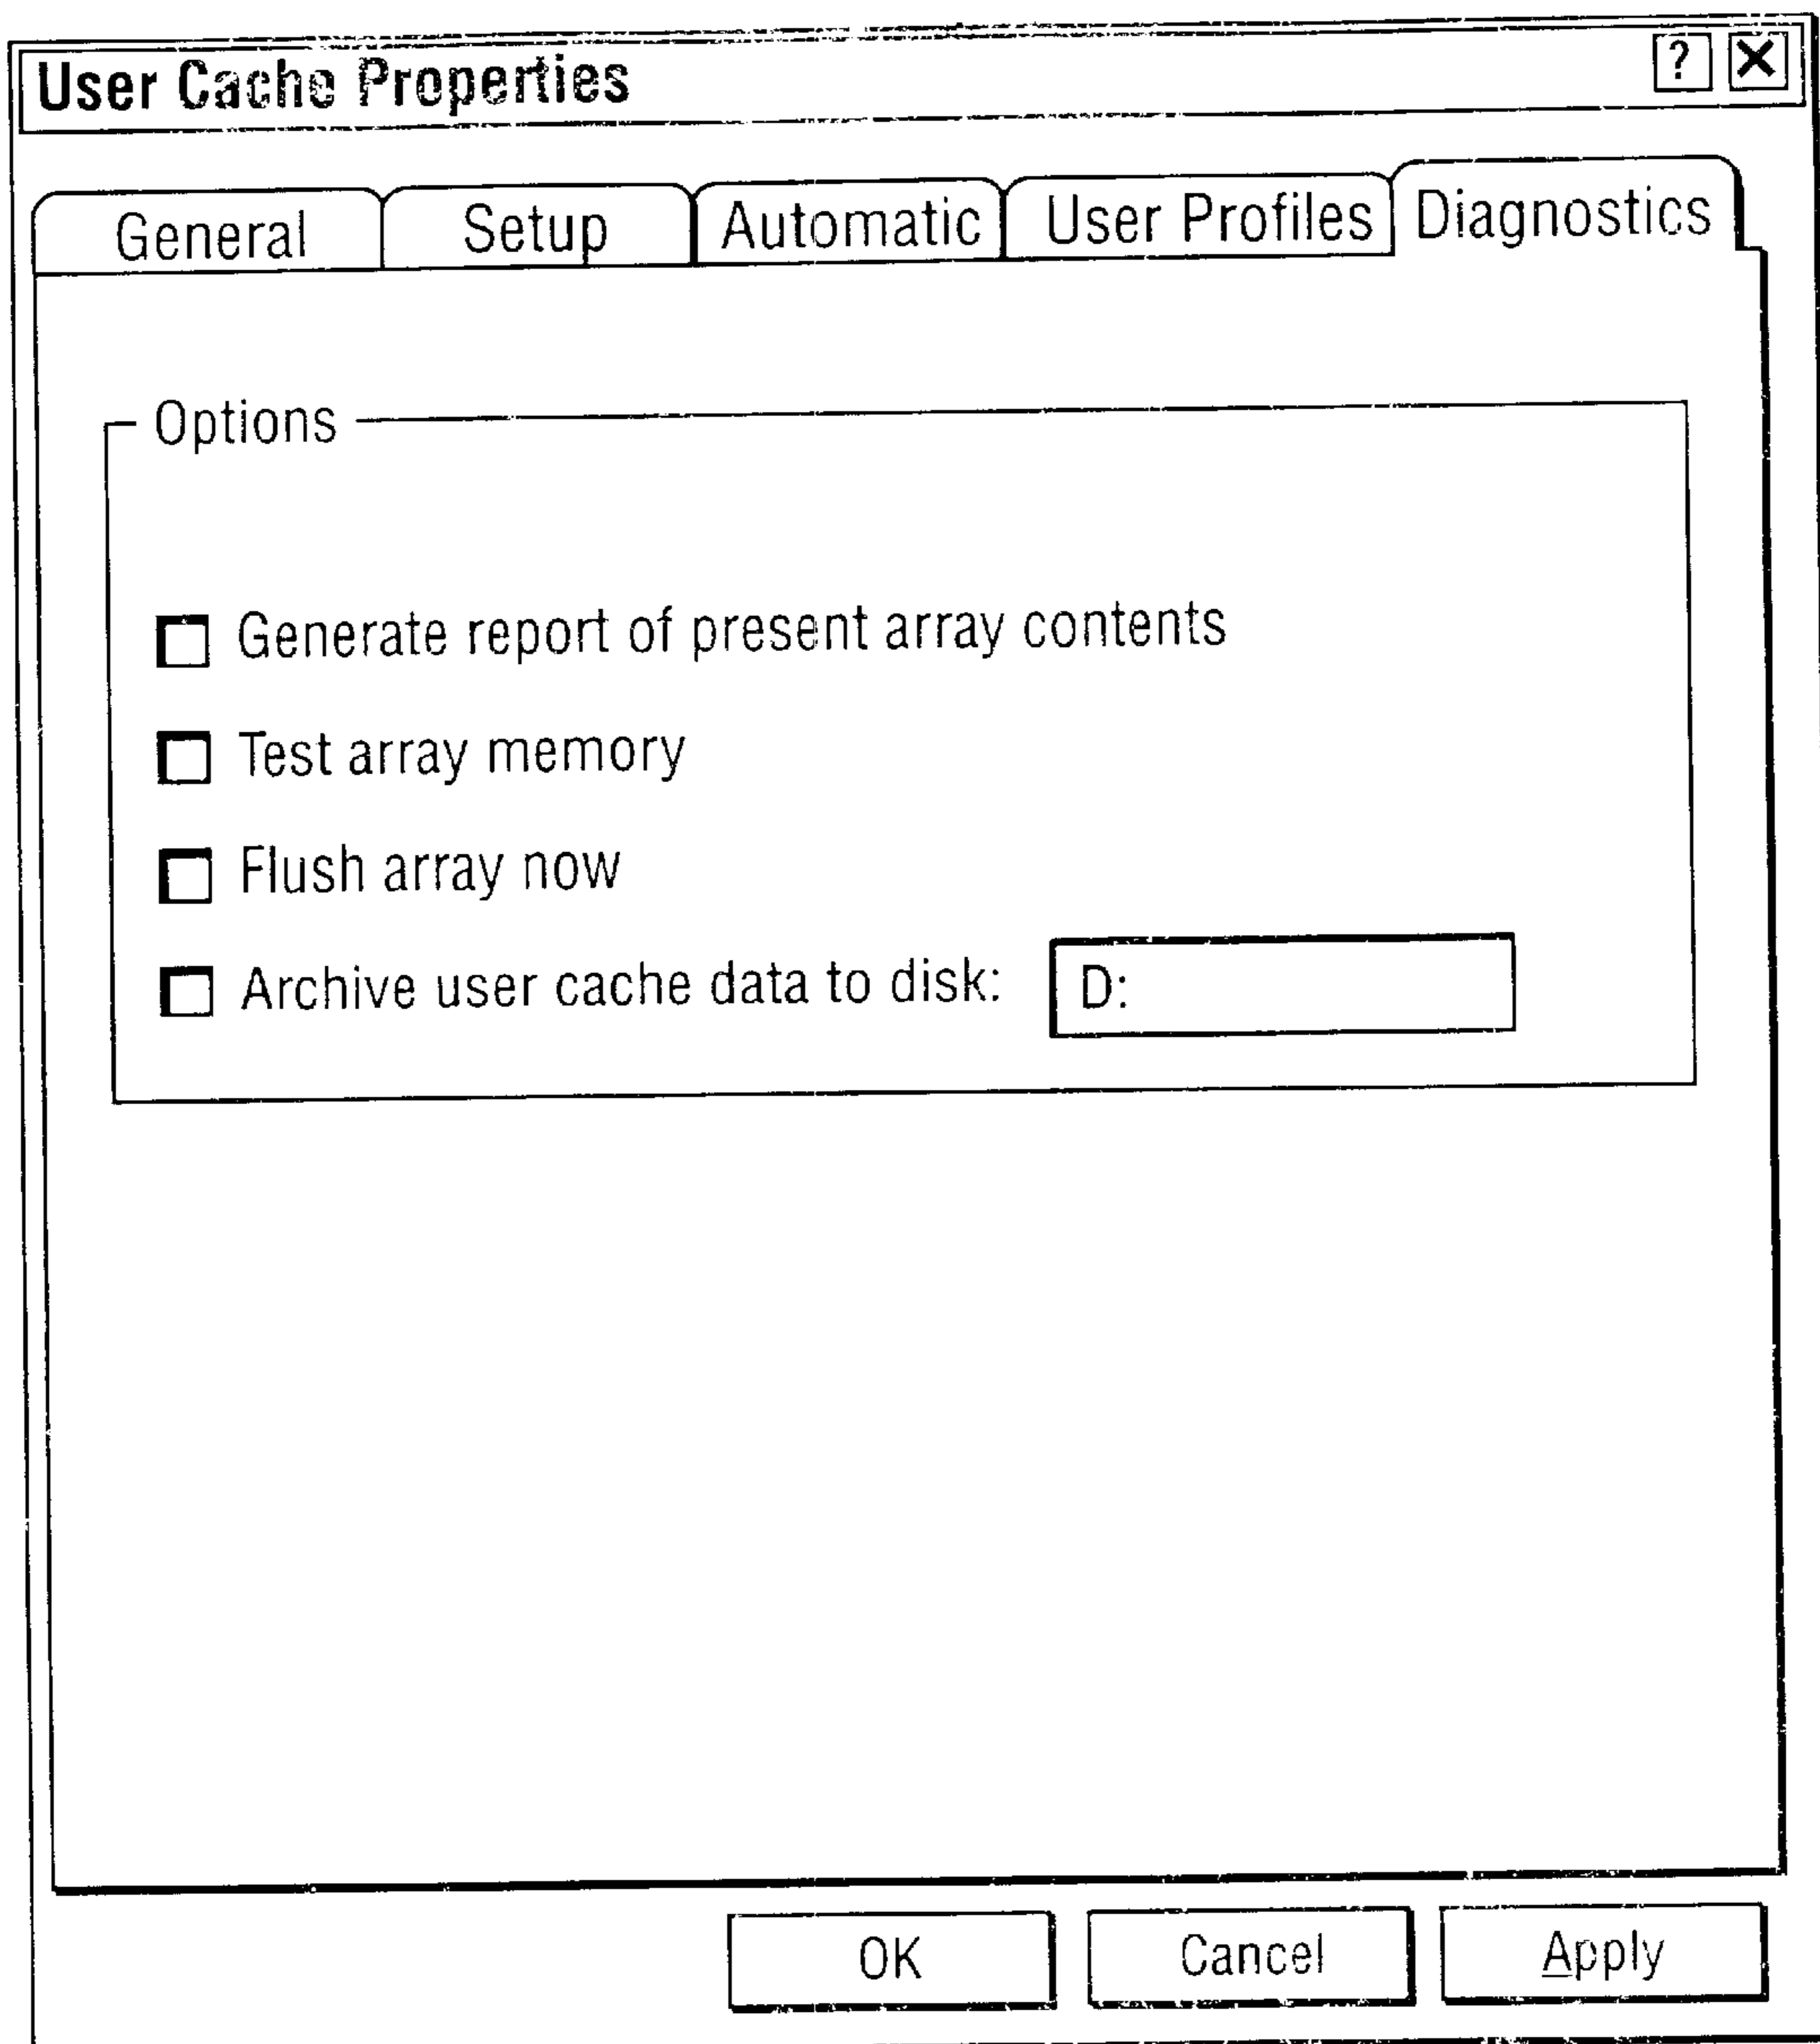 User Cache Properties ? X
General Setup Automatic User Profiles Diagnostics
Options
Generate report of present array contents
Test array memory
Flush array now
Archive user cache data to disk: D:
OK Cancel Apply